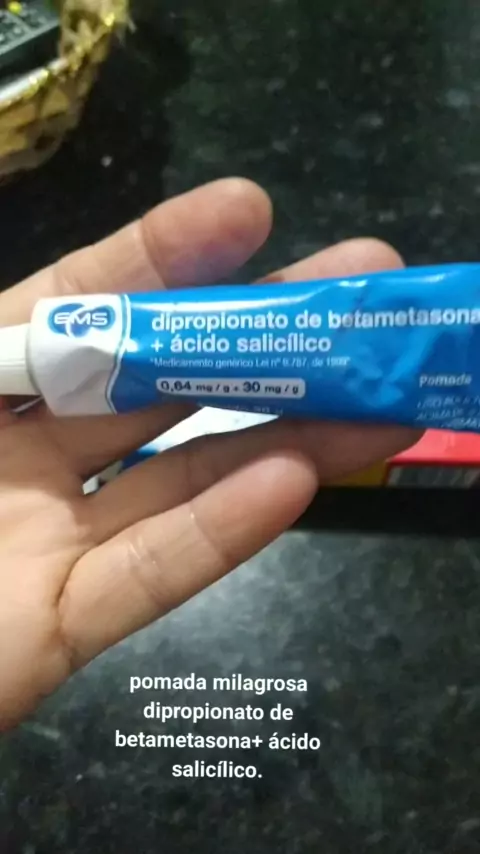 EMS
dipropionato de betametasona
+ ácido salicílico
"Medicamento genérico Lei nº 9.787, de 1999"
0,64 mg/g + 30 mg/g
Pomada
pomada milagrosa
dipropionato de
betametasona+ ácido
salicílico.